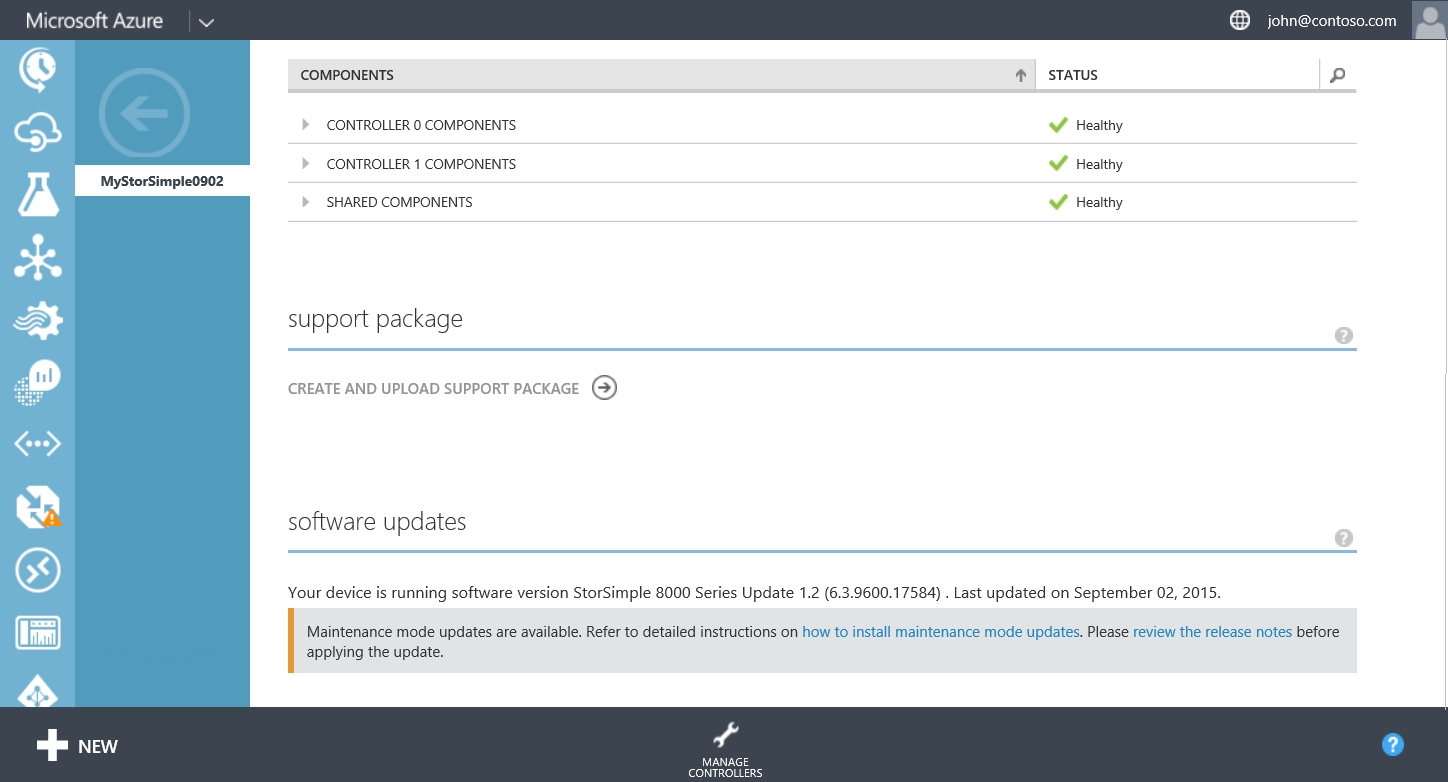 Microsoft Azure
john@contoso.com
MyStorSimple0902
COMPONENTS STATUS
CONTROLLER 0 COMPONENTS Healthy
CONTROLLER 1 COMPONENTS Healthy
SHARED COMPONENTS Healthy
support package
?
CREATE AND UPLOAD SUPPORT PACKAGE
software updates
?
Your device is running software version StorSimple 8000 Series Update 1.2 (6.3.9600.17584) . Last updated on September 02, 2015.
Maintenance mode updates are available. Refer to detailed instructions on how to install maintenance mode updates. Please review the release notes before
applying the update.
NEW
MANAGE
CONTROLLERS
?